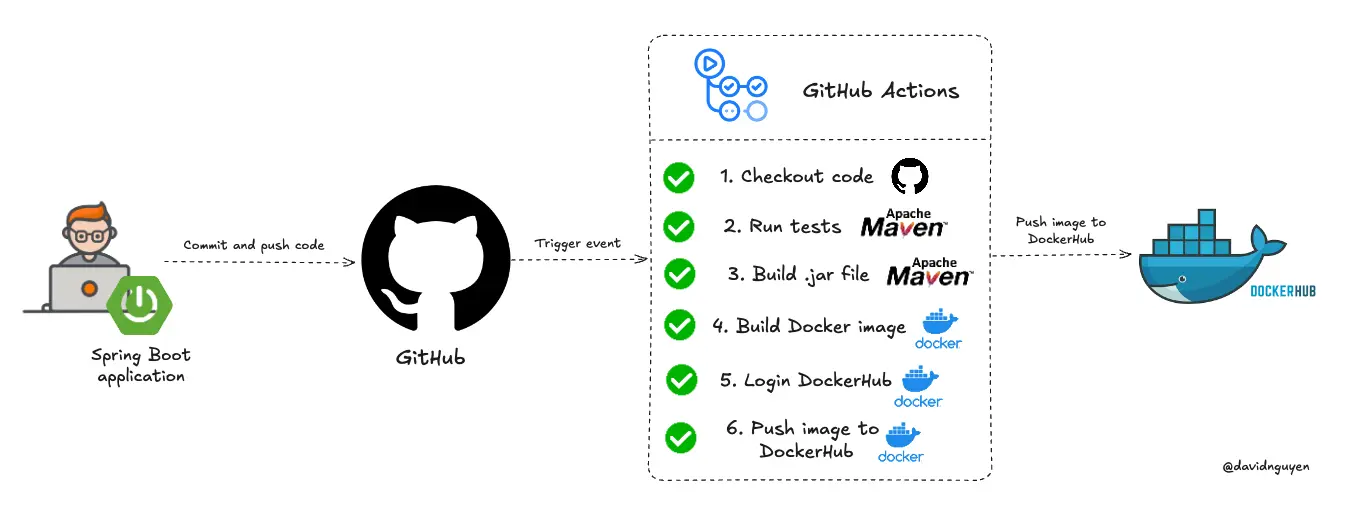 GitHub Actions
1. Checkout code
2. Run tests
Apache
Maven™
3. Build .jar file
Apache
Maven™
4. Build Docker image
docker
5. Login DockerHub
docker
6. Push image to
DockerHub
docker
Commit and push code
Trigger event
Push image to
DockerHub
Spring Boot
application
GitHub
DOCKERHUB
@davidnguyen